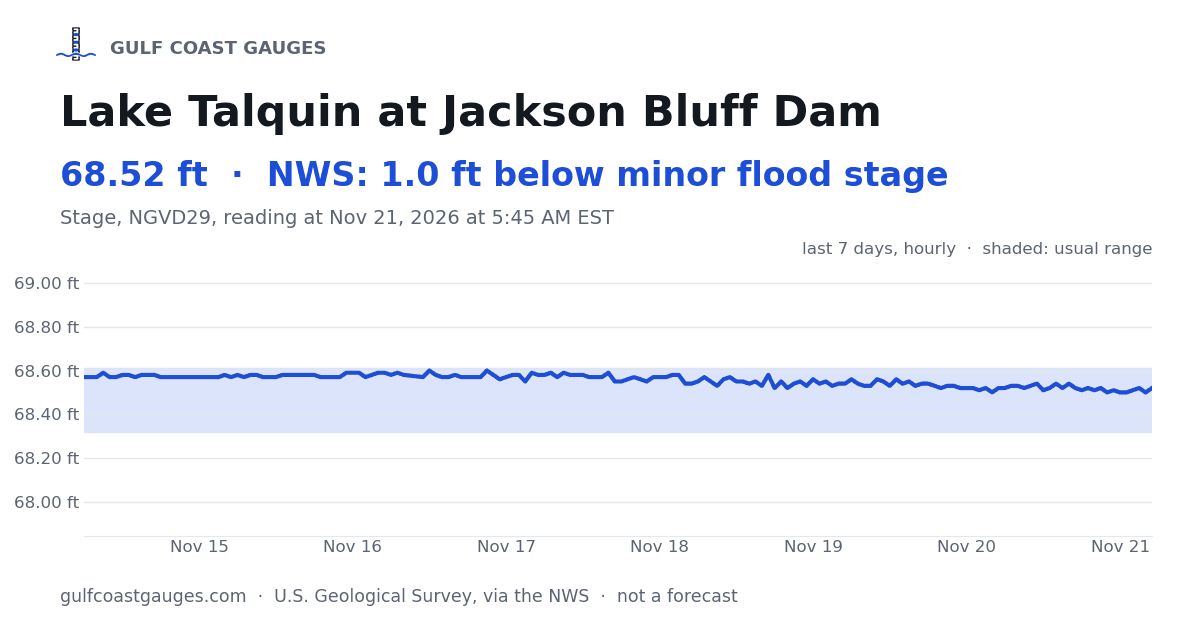 GULF COAST GAUGES
Lake Talquin at Jackson Bluff Dam
68.52 ft · NWS: 1.0 ft below minor flood stage
Stage, NGVD29, reading at Nov 21, 2026 at 5:45 AM EST
last 7 days, hourly · shaded: usual range
69.00 ft
68.80 ft
68.60 ft
68.40 ft
68.20 ft
68.00 ft
Nov 15 Nov 16 Nov 17 Nov 18 Nov 19 Nov 20 Nov 21
gulfcoastgauges.com · U.S. Geological Survey, via the NWS · not a forecast